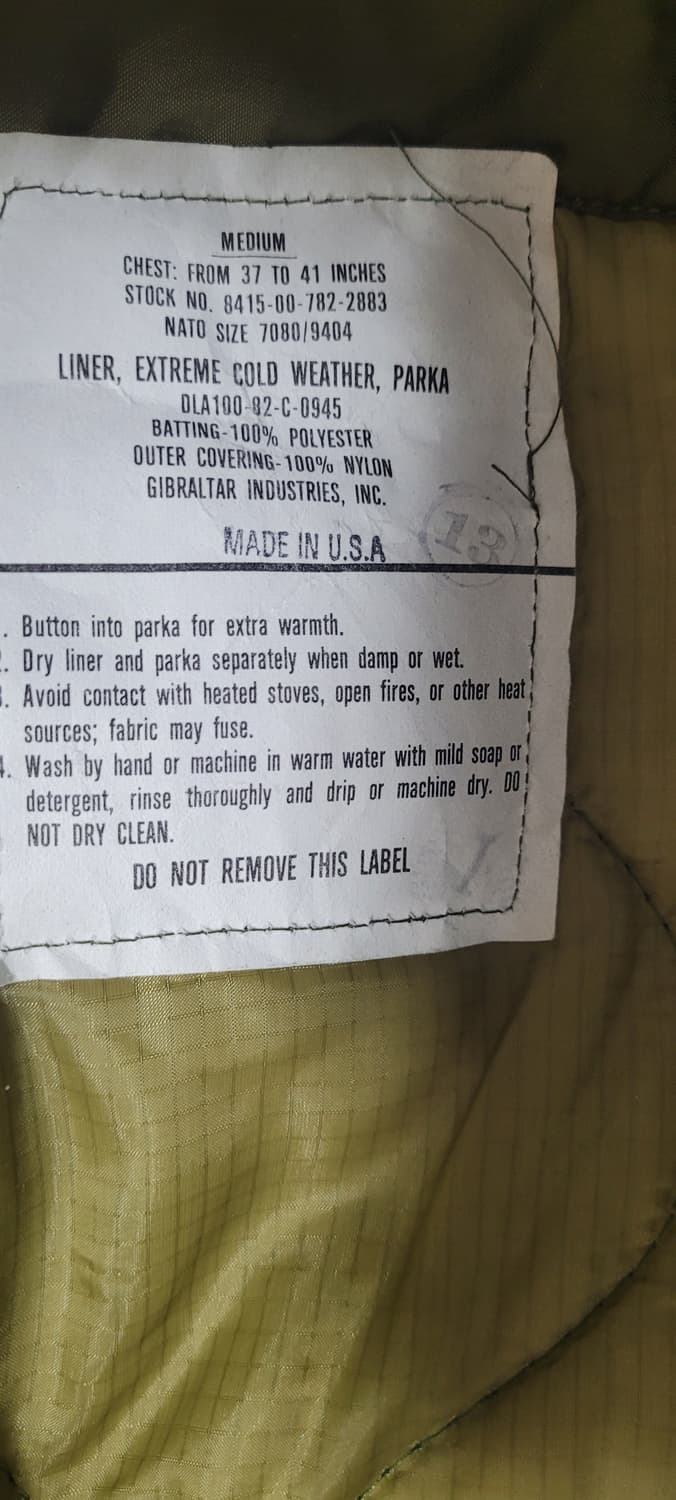 MEDIUM
CHEST: FROM 37 TO 41 INCHES
STOCK NO. 8415-00-782-2883
NATO SIZE 7080/9404
LINER, EXTREME COLD WEATHER, PARKA
DLA100-82-C-0945
BATTING-100% POLYESTER
OUTER COVERING-100% NYLON
GIBRALTAR INDUSTRIES, INC.
13
MADE IN U.S.A
. Button into parka for extra warmth.
. Dry liner and parka separately when damp or wet.
. Avoid contact with heated stoves, open fires, or other heat
sources; fabric may fuse.
. Wash by hand or machine in warm water with mild soap or
detergent, rinse thoroughly and drip or machine dry. DO
NOT DRY CLEAN.
DO NOT REMOVE THIS LABEL